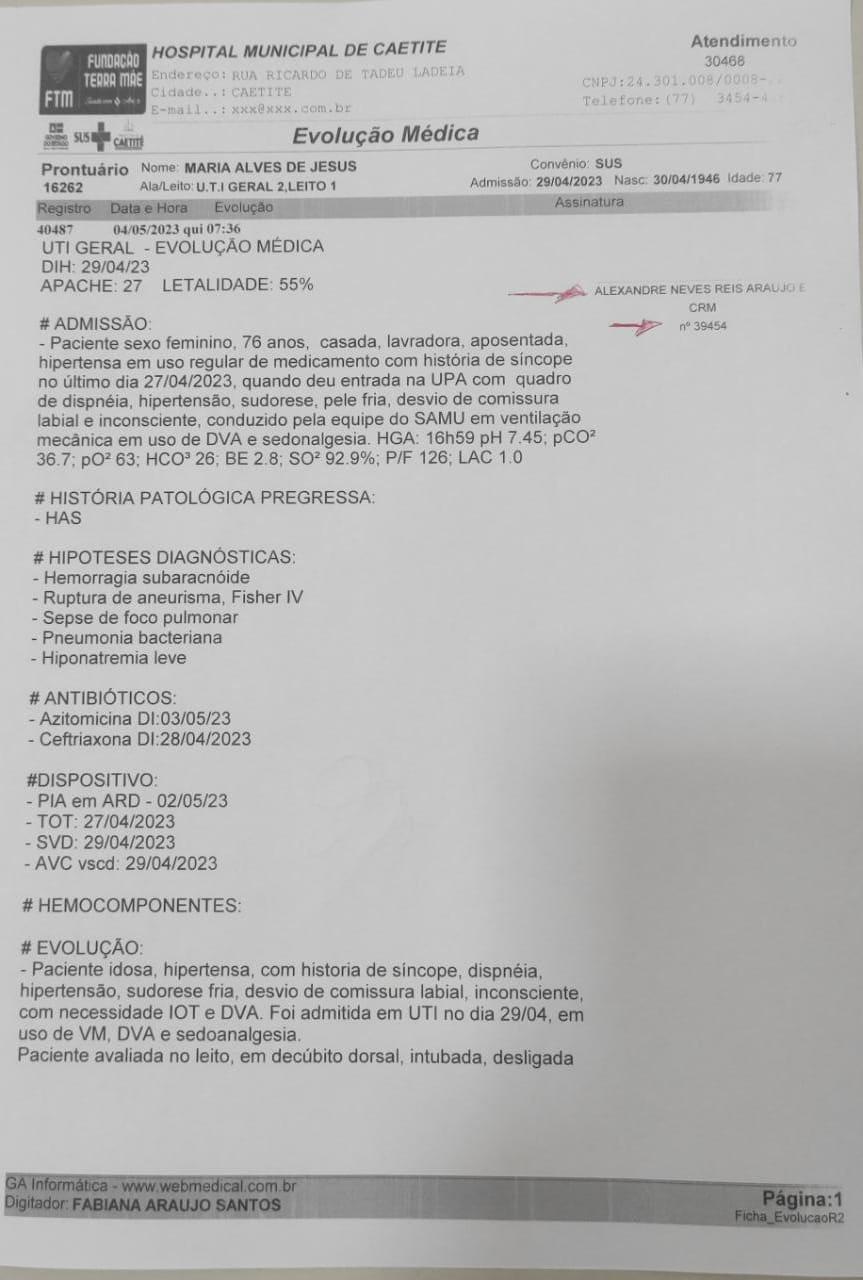 FUNDAÇÃO
TERRA MÃE
FTM
HOSPITAL MUNICIPAL DE CAETITE
Endereço: RUA RICARDO DE TADEU LADEIA
Cidade..: CAETITE
E-mail..: xxx@xxx.com.br
Atendimento
30468
CNPJ:24.301.008/0008-
Telefone: (77) 3454-4
SUS
CAETITÉ
Evolução Médica
Prontuário Nome: MARIA ALVES DE JESUS Convênio: SUS
16262 Ala/Leito: U.T.I GERAL 2,LEITO 1 Admissão: 29/04/2023 Nasc: 30/04/1946 Idade: 77
Registro Data e Hora Evolução Assinatura
40487 04/05/2023 qui 07:36
UTI GERAL - EVOLUÇÃO MÉDICA
DIH: 29/04/23
APACHE: 27 LETALIDADE: 55%
ALEXANDRE NEVES REIS ARAUJO E
CRM
nº 39454
# ADMISSÃO:
- Paciente sexo feminino, 76 anos, casada, lavradora, aposentada,
hipertensa em uso regular de medicamento com história de síncope
no último dia 27/04/2023, quando deu entrada na UPA com quadro
de dispnéia, hipertensão, sudorese, pele fria, desvio de comissura
labial e inconsciente, conduzido pela equipe do SAMU em ventilação
mecânica em uso de DVA e sedonalgesia. HGA: 16h59 pH 7.45; pCO²
36.7; pO² 63; HCO³ 26; BE 2.8; SO² 92.9%; P/F 126; LAC 1.0
# HISTÓRIA PATOLÓGICA PREGRESSA:
- HAS
# HIPOTESES DIAGNÓSTICAS:
- Hemorragia subaracnóide
- Ruptura de aneurisma, Fisher IV
- Sepse de foco pulmonar
- Pneumonia bacteriana
- Hiponatremia leve
# ANTIBIÓTICOS:
- Azitomicina DI:03/05/23
- Ceftriaxona DI:28/04/2023
#DISPOSITIVO:
- PIA em ARD - 02/05/23
- TOT: 27/04/2023
- SVD: 29/04/2023
- AVC vscd: 29/04/2023
# HEMOCOMPONENTES:
# EVOLUÇÃO:
- Paciente idosa, hipertensa, com historia de síncope, dispnéia,
hipertensão, sudorese fria, desvio de comissura labial, inconsciente,
com necessidade IOT e DVA. Foi admitida em UTI no dia 29/04, em
uso de VM, DVA e sedoanalgesia.
Paciente avaliada no leito, em decúbito dorsal, intubada, desligada
GA Informática - www.webmedical.com.br
Digitador: FABIANA ARAUJO SANTOS
Página:1
Ficha_EvolucaoR2